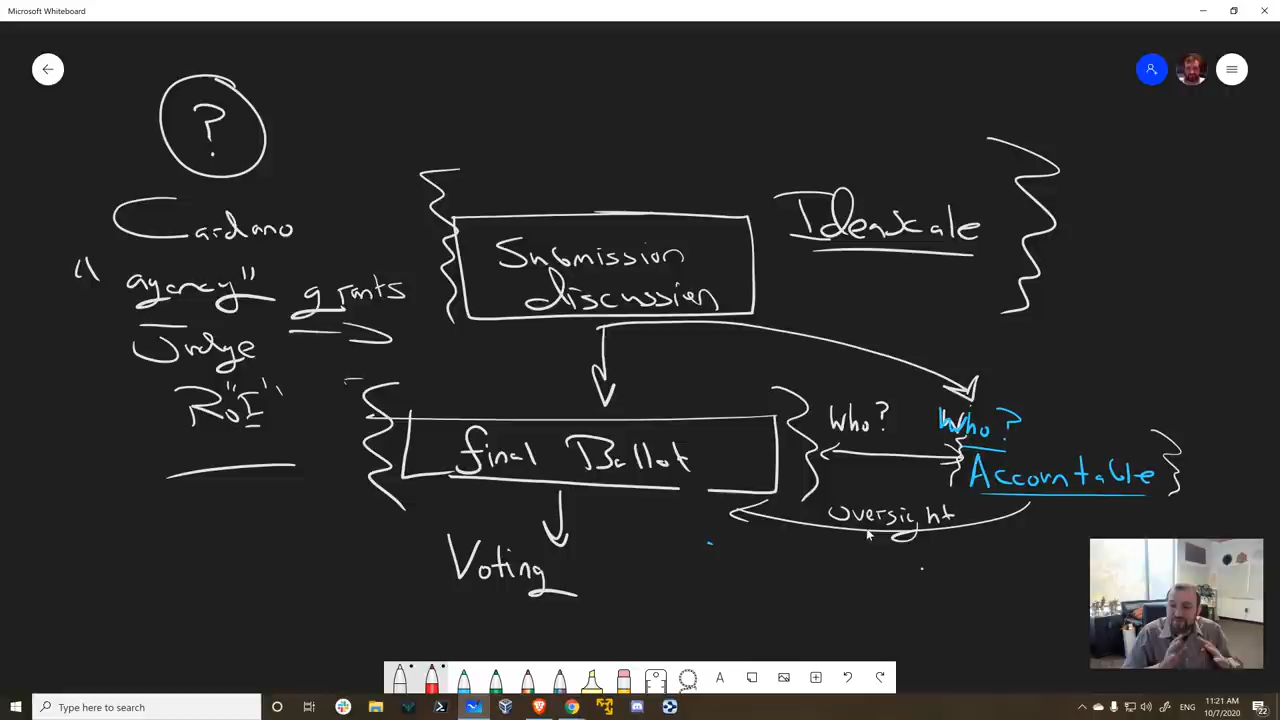 Microsoft Whiteboard
?
Cardano
"agency" grants
Judge
"RoI"
Submission
discussion
IdeaScale
final Ballot
Who?
Who?
Accountable
oversight
Voting
Type here to search
ENG
11:21 AM
10/7/2020
22